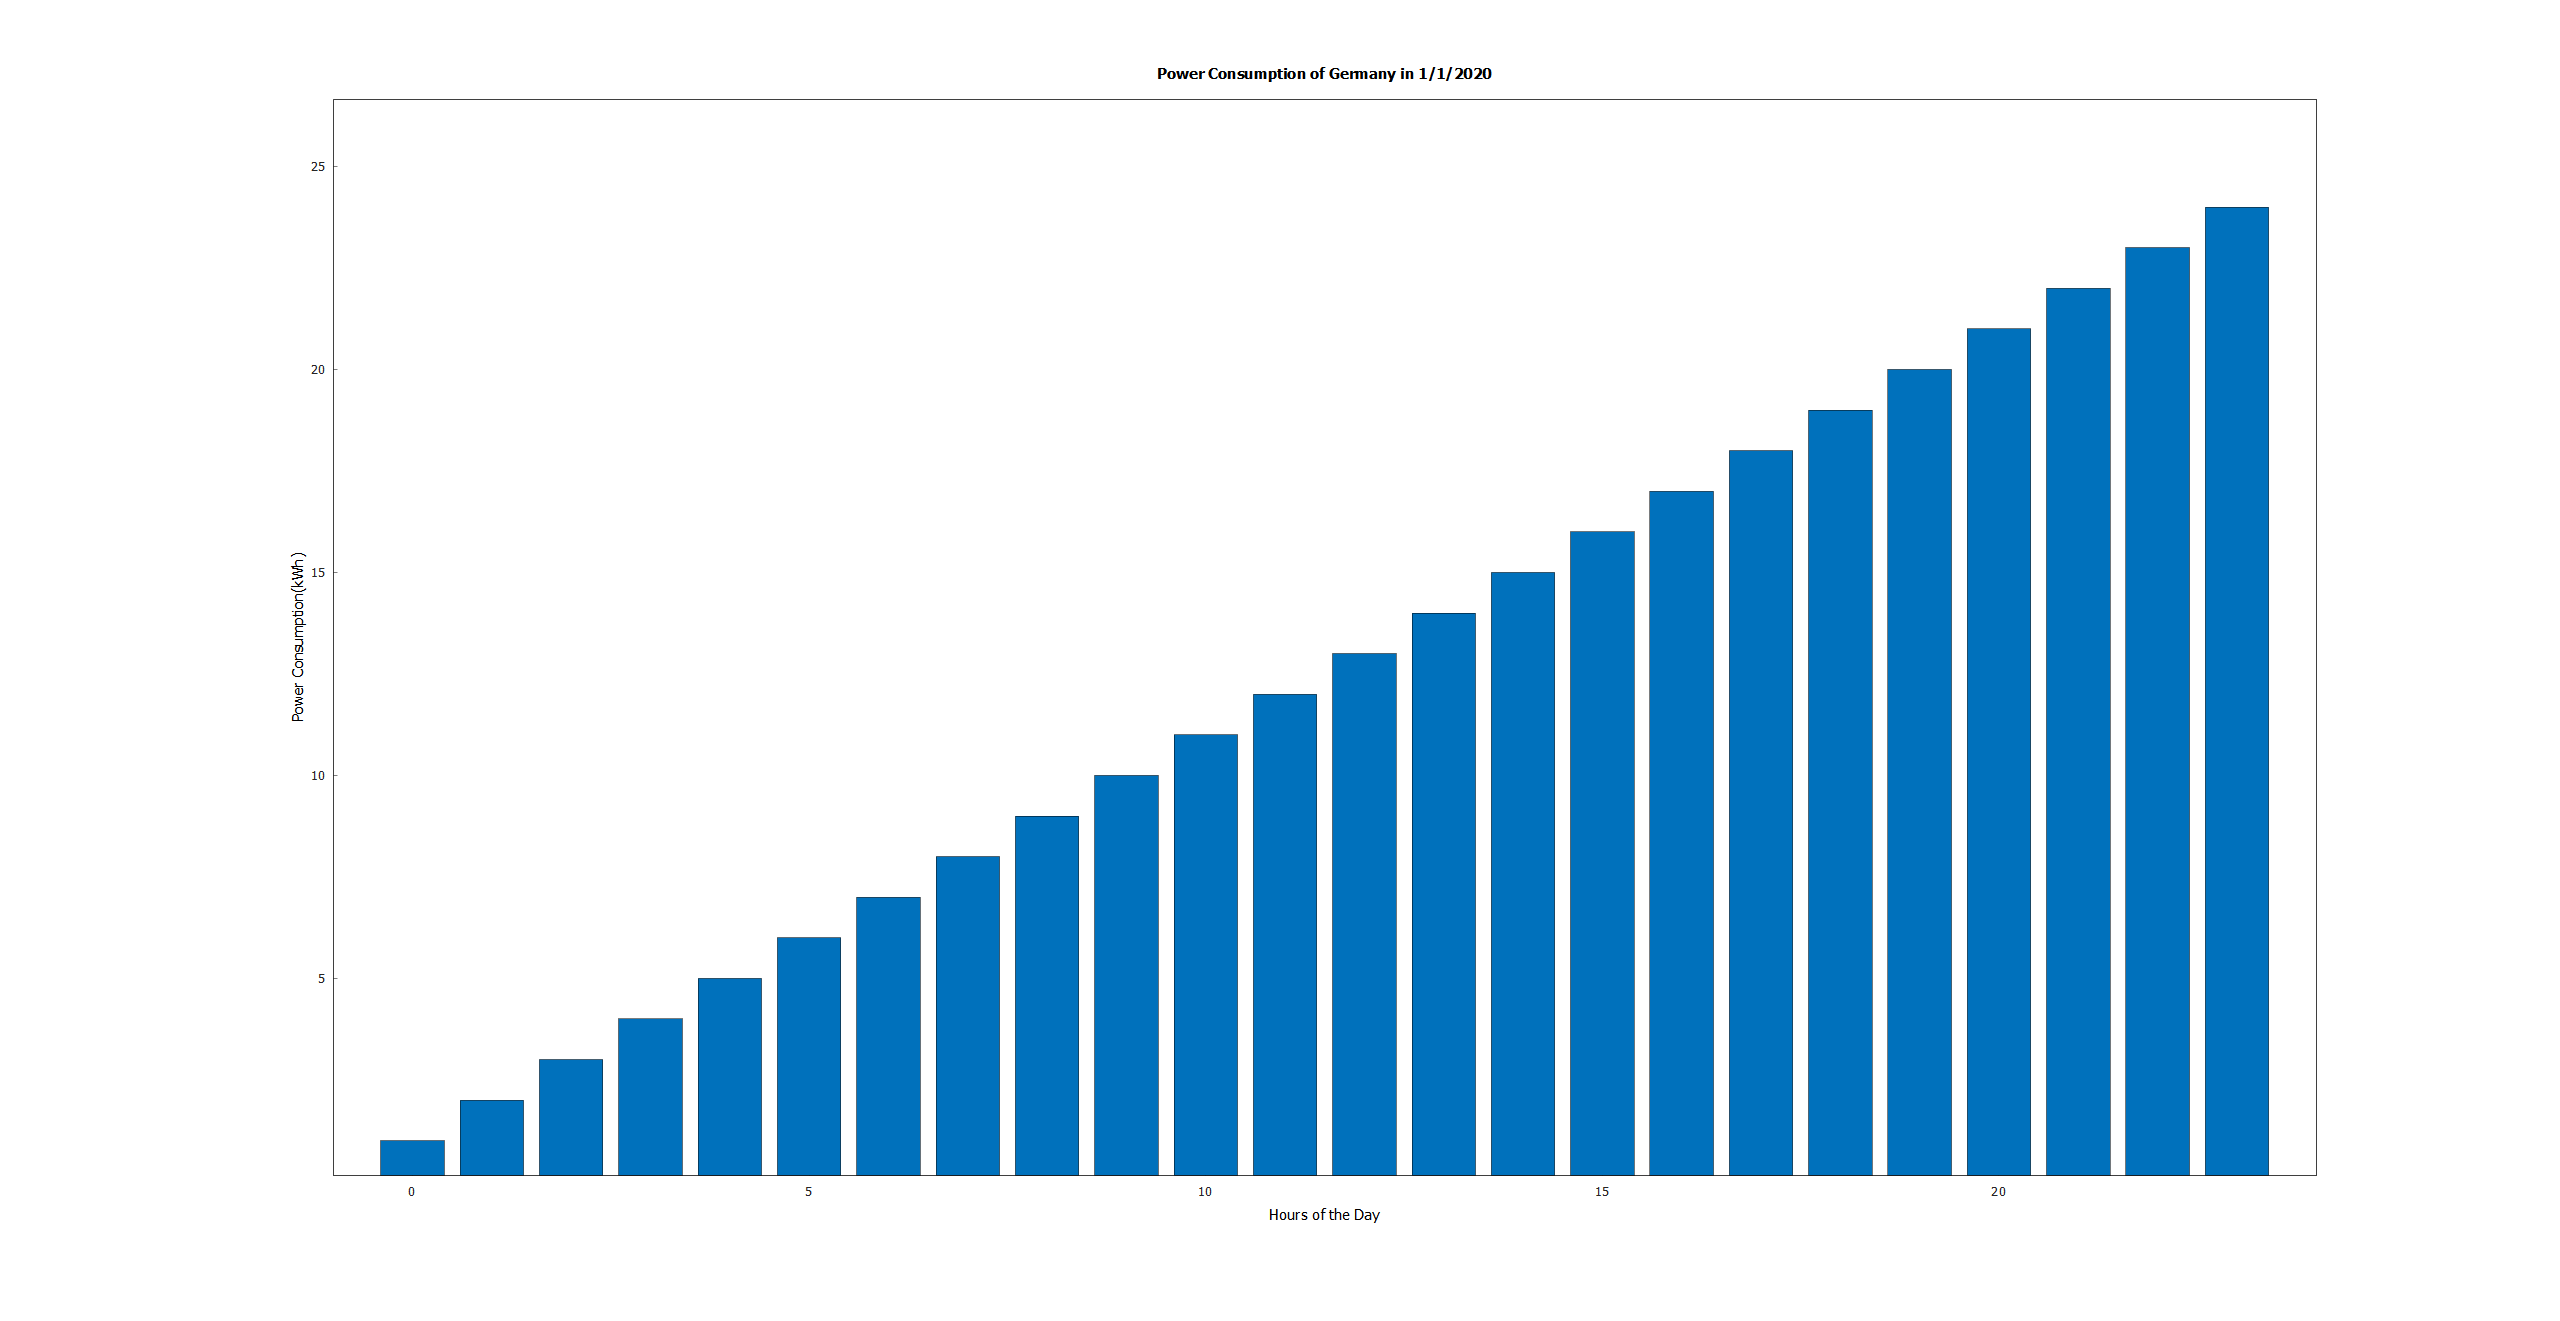 Power Consumption of Germany in 1/1/2020
25
20
15
10
5
Power Consumption(kWh)
0 5 10 15 20
Hours of the Day